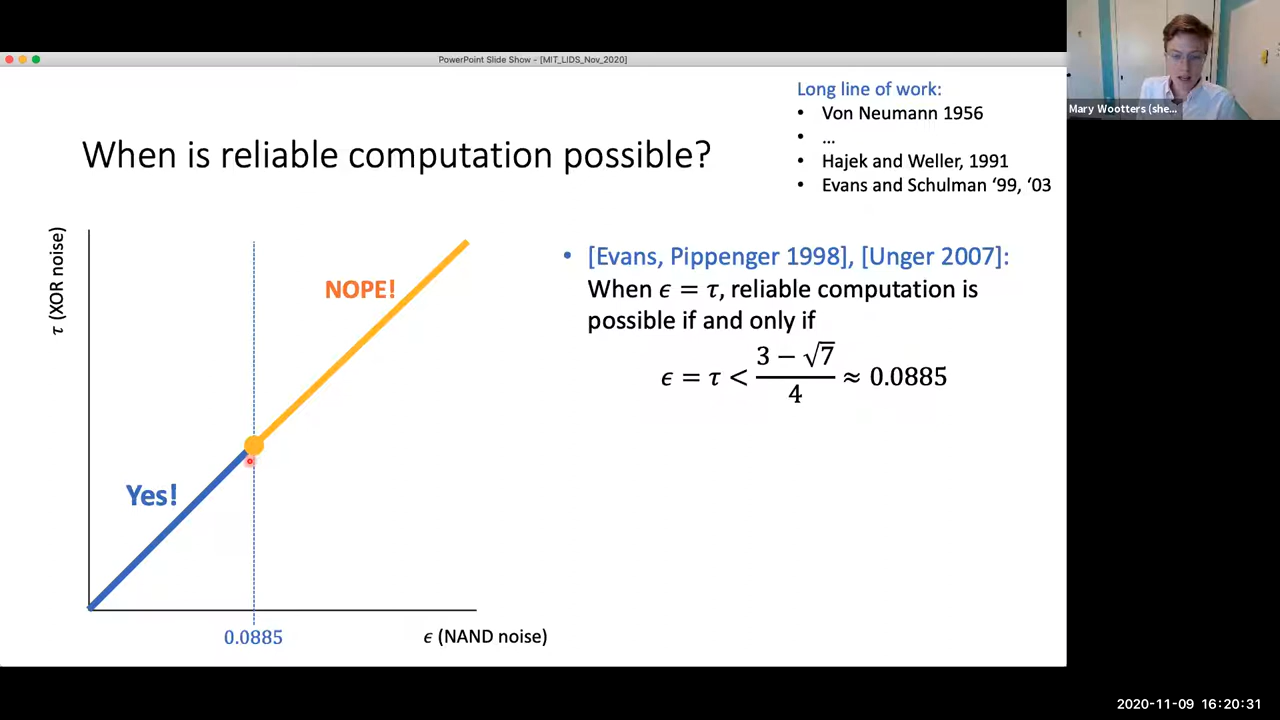 PowerPoint Slide Show - [MIT_LIDS_Nov_2020]
Mary Wootters (she...
Long line of work:
• Von Neumann 1956
• ...
• Hajek and Weller, 1991
• Evans and Schulman ‘99, ‘03
When is reliable computation possible?
τ (XOR noise)
NOPE!
Yes!
0.0885
ϵ (NAND noise)
• [Evans, Pippenger 1998], [Unger 2007]:
When ϵ = τ, reliable computation is
possible if and only if
ϵ = τ < (3 − √7)/4 ≈ 0.0885
2020-11-09 16:20:31